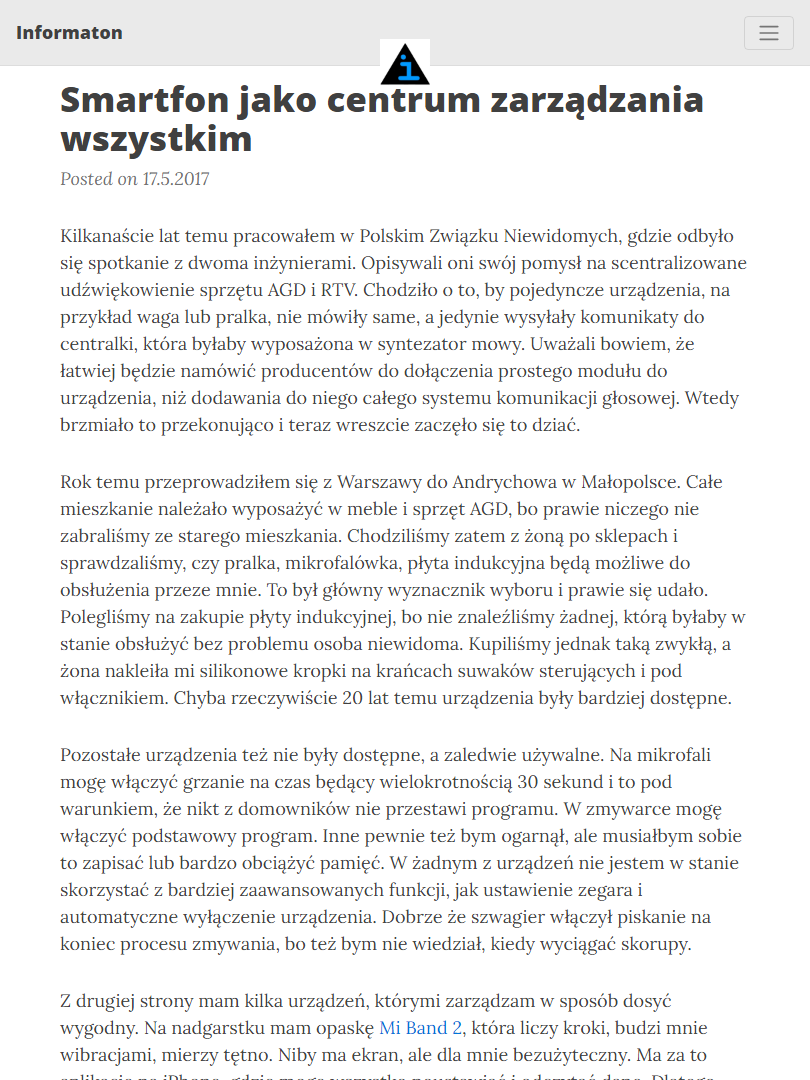 Informaton
i
Smartfon jako centrum zarządzania
wszystkim
Posted on 17.5.2017
Kilkanaście lat temu pracowałem w Polskim Związku Niewidomych, gdzie odbyło
się spotkanie z dwoma inżynierami. Opisywali oni swój pomysł na scentralizowane
udźwiękowienie sprzętu AGD i RTV. Chodziło o to, by pojedyncze urządzenia, na
przykład waga lub pralka, nie mówiły same, a jedynie wysyłały komunikaty do
centralki, która byłaby wyposażona w syntezator mowy. Uważali bowiem, że
łatwiej będzie namówić producentów do dołączenia prostego modułu do
urządzenia, niż dodawania do niego całego systemu komunikacji głosowej. Wtedy
brzmiało to przekonująco i teraz wreszcie zaczęło się to dziać.
Rok temu przeprowadziłem się z Warszawy do Andrychowa w Małopolsce. Całe
mieszkanie należało wyposażyć w meble i sprzęt AGD, bo prawie niczego nie
zabraliśmy ze starego mieszkania. Chodziliśmy zatem z żoną po sklepach i
sprawdzaliśmy, czy pralka, mikrofalówka, płyta indukcyjna będą możliwe do
obsłużenia przeze mnie. To był główny wyznacznik wyboru i prawie się udało.
Polegliśmy na zakupie płyty indukcyjnej, bo nie znaleźliśmy żadnej, którą byłaby w
stanie obsłużyć bez problemu osoba niewidoma. Kupiliśmy jednak taką zwykłą, a
żona nakleiła mi silikonowe kropki na krańcach suwaków sterujących i pod
włącznikiem. Chyba rzeczywiście 20 lat temu urządzenia były bardziej dostępne.
Pozostałe urządzenia też nie były dostępne, a zaledwie używalne. Na mikrofali
mogę włączyć grzanie na czas będący wielokrotnością 30 sekund i to pod
warunkiem, że nikt z domowników nie przestawi programu. W zmywarce mogę
włączyć podstawowy program. Inne pewnie też bym ogarnął, ale musiałbym sobie
to zapisać lub bardzo obciążyć pamięć. W żadnym z urządzeń nie jestem w stanie
skorzystać z bardziej zaawansowanych funkcji, jak ustawienie zegara i
automatyczne wyłączenie urządzenia. Dobrze że szwagier włączył piskanie na
koniec procesu zmywania, bo też bym nie wiedział, kiedy wyciągać skorupy.
Z drugiej strony mam kilka urządzeń, którymi zarządzam w sposób dosyć
wygodny. Na nadgarstku mam opaskę Mi Band 2, która liczy kroki, budzi mnie
wibracjami, mierzy tętno. Niby ma ekran, ale dla mnie bezużyteczny. Ma za to